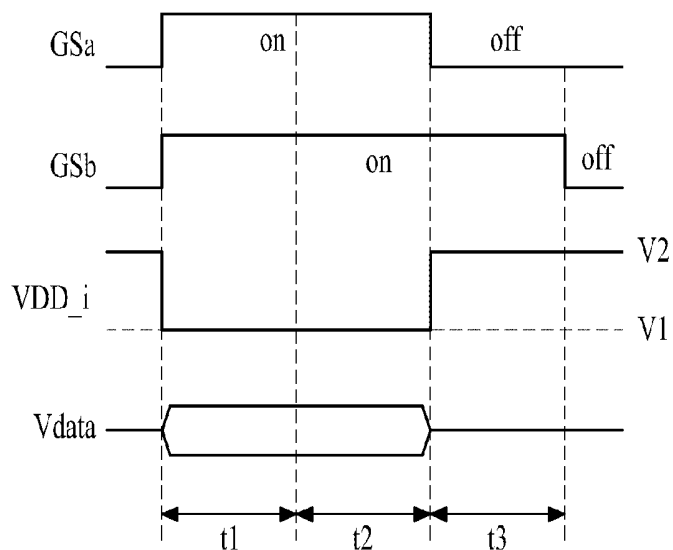 GSa on off
GSb on off
V2
VDD_i
V1
Vdata
t1 t2 t3